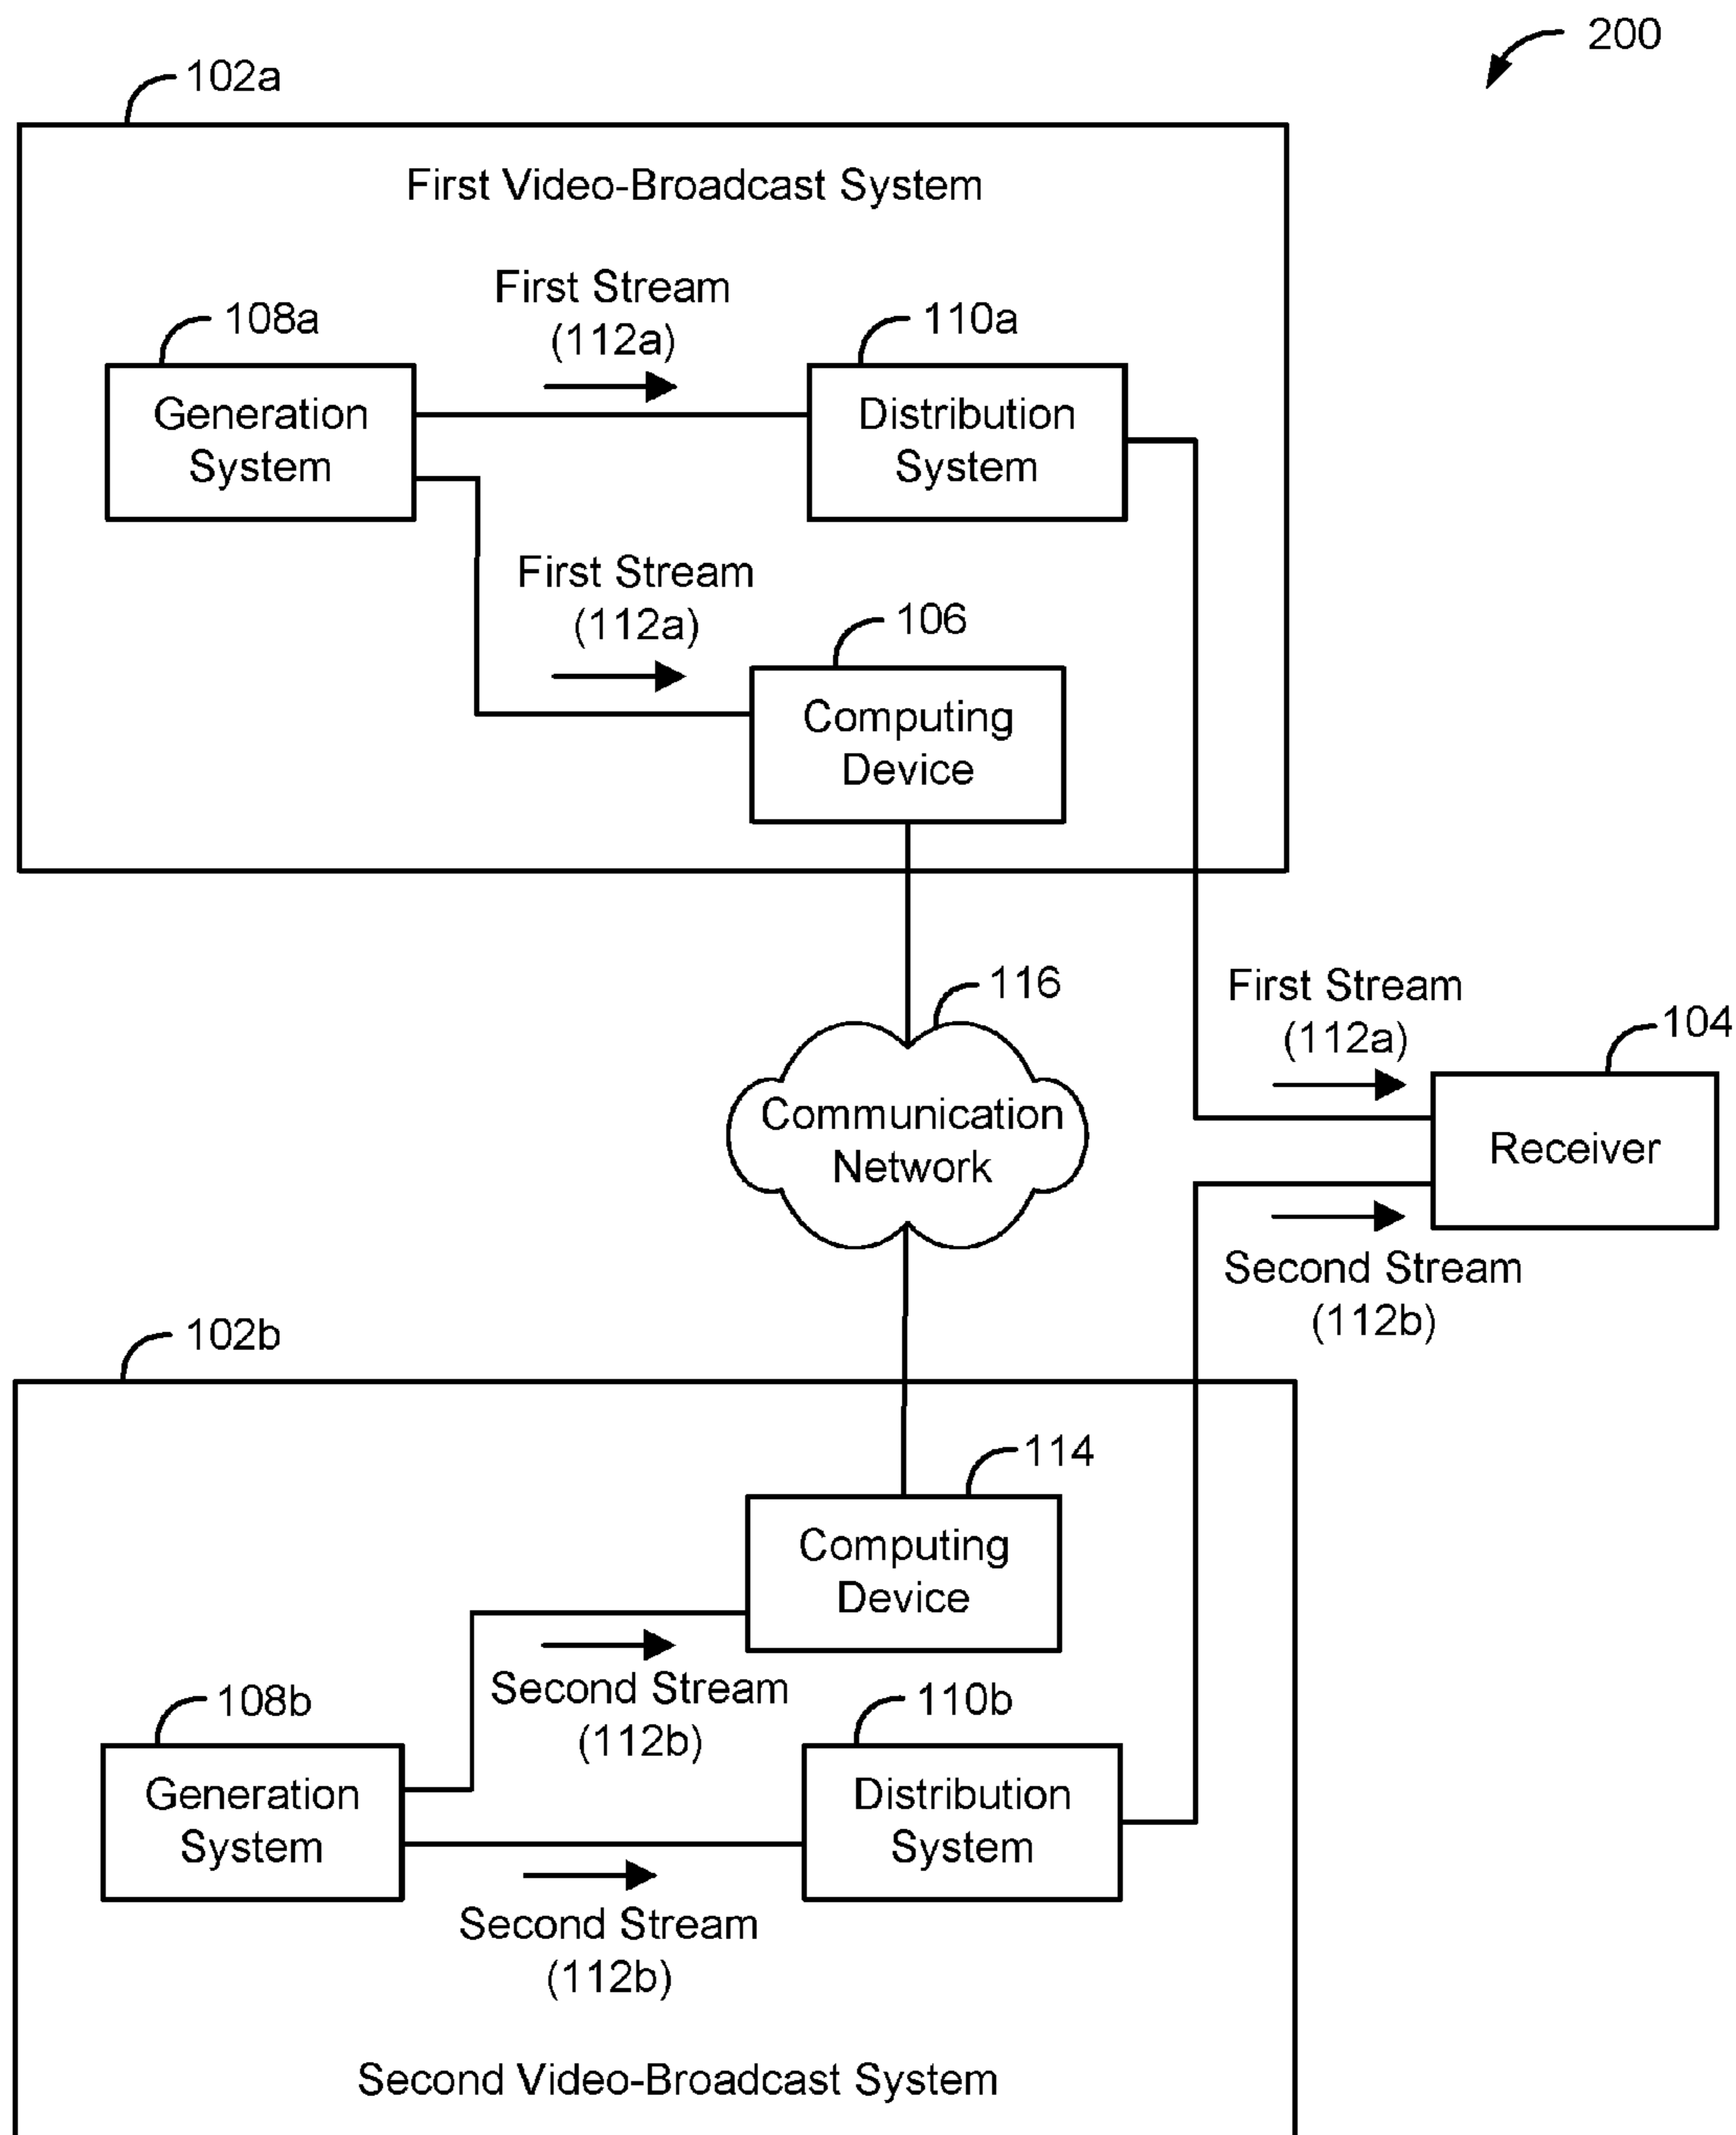 200
102a
First Video-Broadcast System
First Stream
(112a)
108a
110a
Generation
System
Distribution
System
First Stream
(112a)
106
Computing
Device
116
Communication
Network
First Stream
(112a)
104
Receiver
Second Stream
(112b)
102b
114
Computing
Device
Second Stream
(112b)
108b
110b
Generation
System
Distribution
System
Second Stream
(112b)
Second Video-Broadcast System